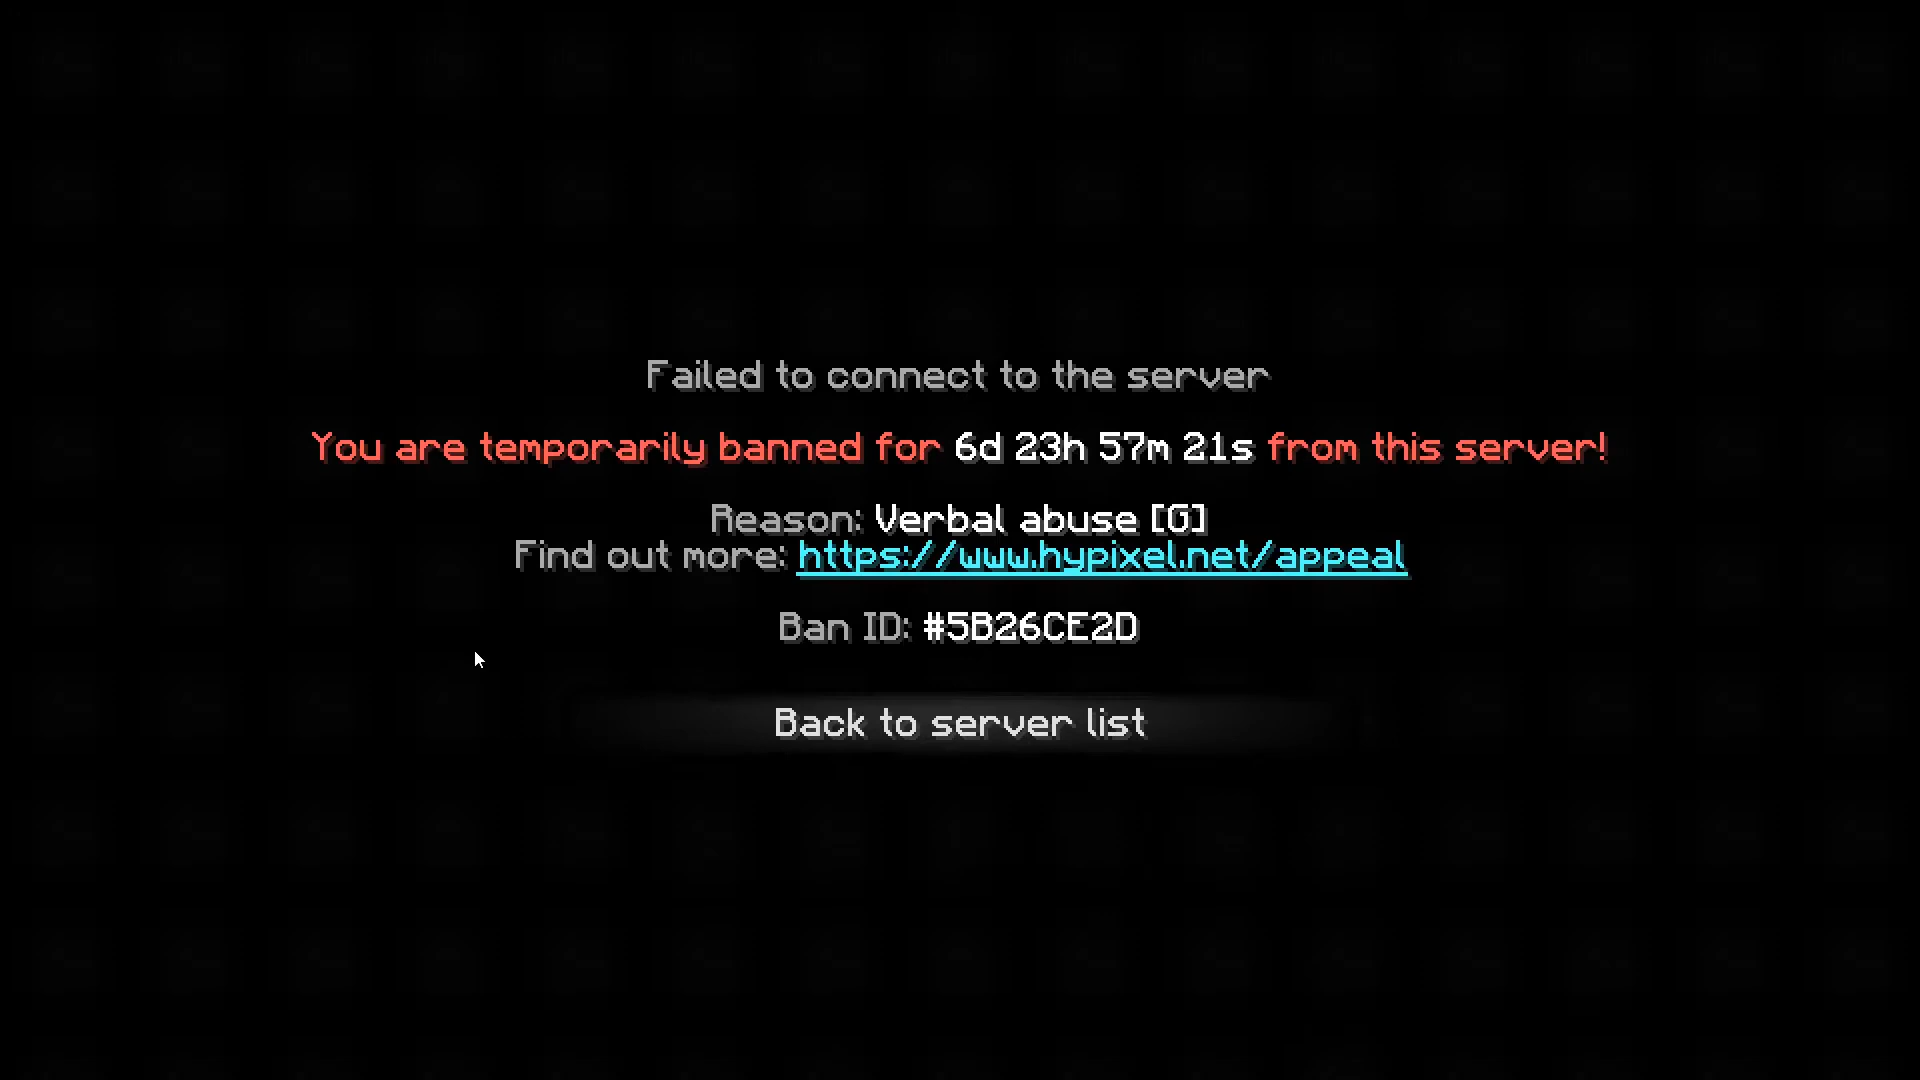 Failed to connect to the server
You are temporarily banned for 6d 23h 57m 21s from this server!
Reason: Verbal abuse [G]
Find out more: https://www.hypixel.net/appeal
Ban ID: #5B26CE2D
Back to server list